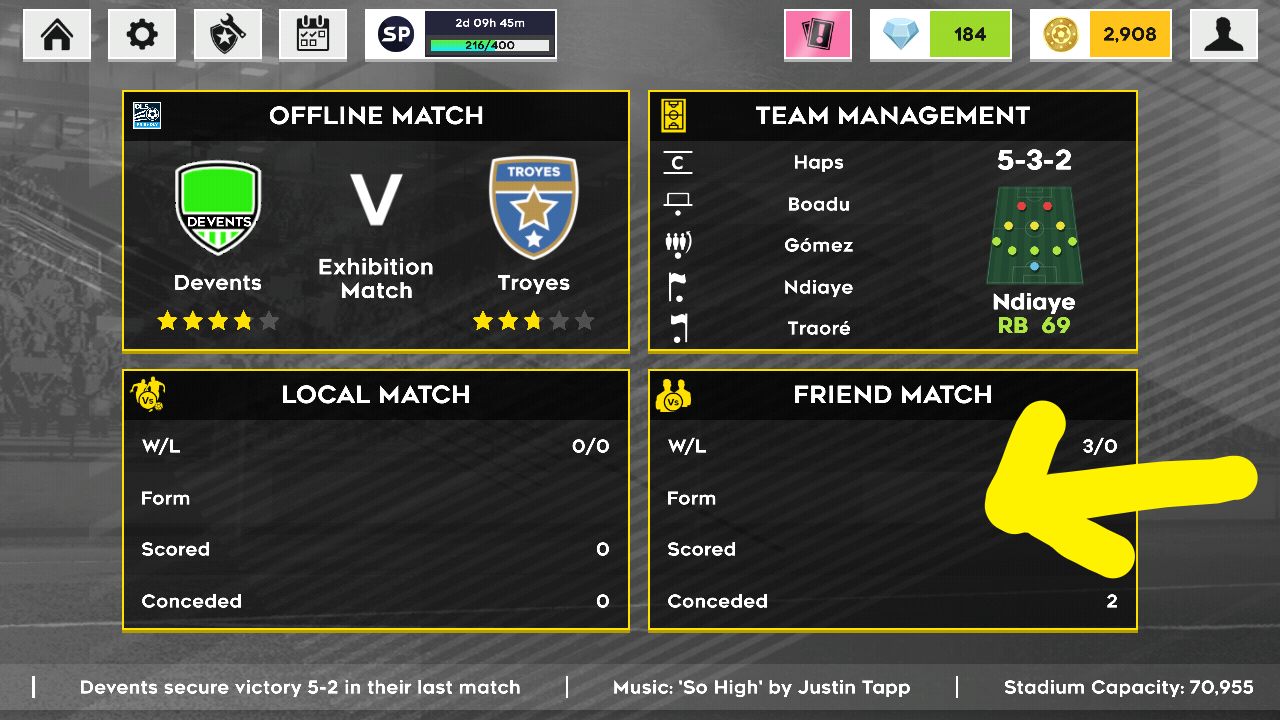 SP
2d 09h 45m
216/400
184
2,908
OFFLINE MATCH
DEVENTS
V
TROYES
Exhibition
Match
Devents
Troyes
TEAM MANAGEMENT
C
Haps
Boadu
Gómez
Ndiaye
Traoré
5-3-2
Ndiaye
RB 69
LOCAL MATCH
Vs
W/L 0/0
Form
Scored 0
Conceded 0
FRIEND MATCH
Vs
W/L 3/0
Form
Scored
Conceded 2
Devents secure victory 5-2 in their last match
Music: 'So High' by Justin Tapp
Stadium Capacity: 70,955